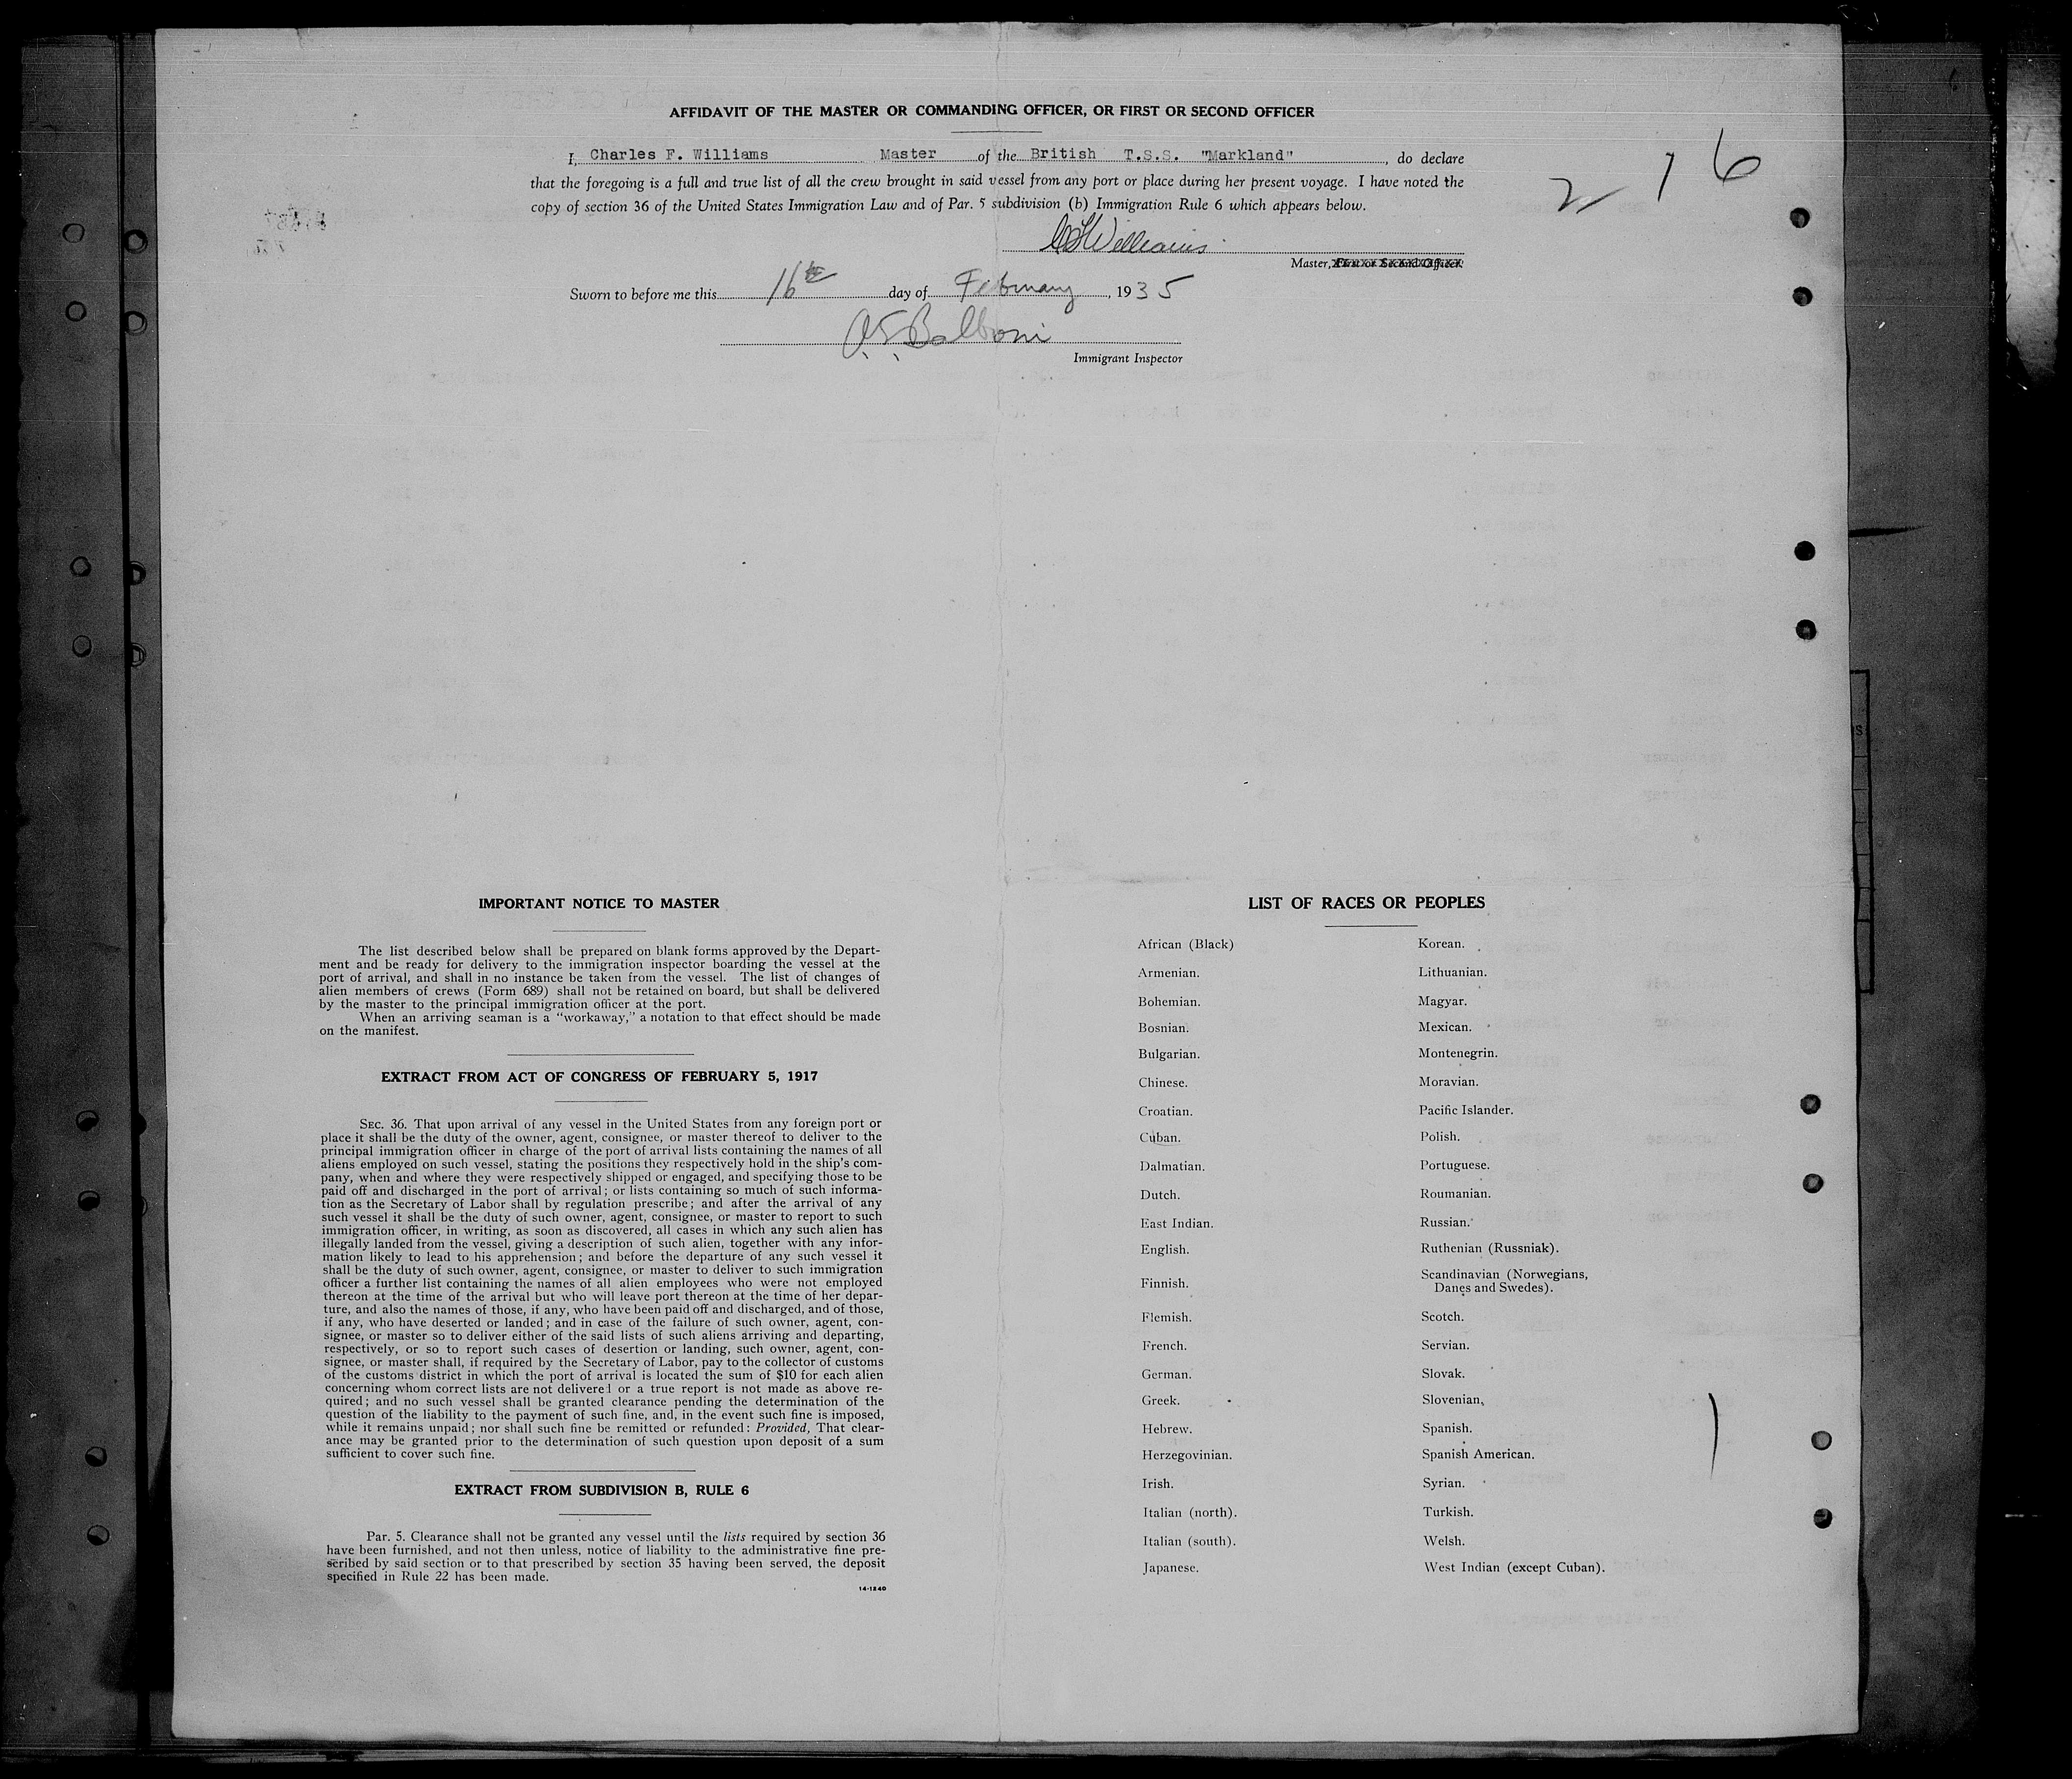 AFFIDAVIT OF THE MASTER OR COMMANDING OFFICER, OR FIRST OR SECOND OFFICER
I, Charles F. Williams Master of the British T.S.S. "Markland", do declare
that the foregoing is a full and true list of all the crew brought in said vessel from any port or place during her present voyage. I have noted the
copy of section 36 of the United States Immigration Law and of Par. 5 subdivision (b) Immigration Rule 6 which appears below.
2 1 6
C F Williams
Master, First or Second Officer.
Sworn to before me this 16th day of February, 1935
A. S. Balboni
Immigrant Inspector
IMPORTANT NOTICE TO MASTER
The list described below shall be prepared on blank forms approved by the Depart-
ment and be ready for delivery to the immigration inspector boarding the vessel at the
port of arrival, and shall in no instance be taken from the vessel. The list of changes of
alien members of crews (Form 689) shall not be retained on board, but shall be delivered
by the master to the principal immigration officer at the port.
When an arriving seaman is a "workaway," a notation to that effect should be made
on the manifest.
EXTRACT FROM ACT OF CONGRESS OF FEBRUARY 5, 1917
SEC. 36. That upon arrival of any vessel in the United States from any foreign port or
place it shall be the duty of the owner, agent, consignee, or master thereof to deliver to the
principal immigration officer in charge of the port of arrival lists containing the names of all
aliens employed on such vessel, stating the positions they respectively hold in the ship's com-
pany, when and where they were respectively shipped or engaged, and specifying those to be
paid off and discharged in the port of arrival; or lists containing so much of such informa-
tion as the Secretary of Labor shall by regulation prescribe; and after the arrival of any
such vessel it shall be the duty of such owner, agent, consignee, or master to report to such
immigration officer, in writing, as soon as discovered, all cases in which any such alien has
illegally landed from the vessel, giving a description of such alien, together with any infor-
mation likely to lead to his apprehension; and before the departure of any such vessel it
shall be the duty of such owner, agent, consignee, or master to deliver to such immigration
officer a further list containing the names of all alien employees who were not employed
thereon at the time of the arrival but who will leave port thereon at the time of her depar-
ture, and also the names of those, if any, who have been paid off and discharged, and of those,
if any, who have deserted or landed; and in case of the failure of such owner, agent, con-
signee, or master so to deliver either of the said lists of such aliens arriving and departing,
respectively, or so to report such cases of desertion or landing, such owner, agent, con-
signee, or master shall, if required by the Secretary of Labor, pay to the collector of customs
of the customs district in which the port of arrival is located the sum of $10 for each alien
concerning whom correct lists are not delivered or a true report is not made as above re-
quired; and no such vessel shall be granted clearance pending the determination of the
question of the liability to the payment of such fine, and, in the event such fine is imposed,
while it remains unpaid; nor shall such fine be remitted or refunded: Provided, That clear-
ance may be granted prior to the determination of such question upon deposit of a sum
sufficient to cover such fine.
EXTRACT FROM SUBDIVISION B, RULE 6
Par. 5. Clearance shall not be granted any vessel until the lists required by section 36
have been furnished, and not then unless, notice of liability to the administrative fine pre-
scribed by said section or to that prescribed by section 35 having been served, the deposit
specified in Rule 22 has been made.
14-1240
LIST OF RACES OR PEOPLES
African (Black)
Armenian.
Bohemian.
Bosnian.
Bulgarian.
Chinese.
Croatian.
Cuban.
Dalmatian.
Dutch.
East Indian.
English.
Finnish.
Flemish.
French.
German.
Greek.
Hebrew.
Herzegovinian.
Irish.
Italian (north).
Italian (south).
Japanese.
Korean.
Lithuanian.
Magyar.
Mexican.
Montenegrin.
Moravian.
Pacific Islander.
Polish.
Portuguese.
Roumanian.
Russian.
Ruthenian (Russniak).
Scandinavian (Norwegians,
Danes and Swedes).
Scotch.
Servian.
Slovak.
Slovenian.
Spanish.
Spanish American.
Syrian.
Turkish.
Welsh.
West Indian (except Cuban).